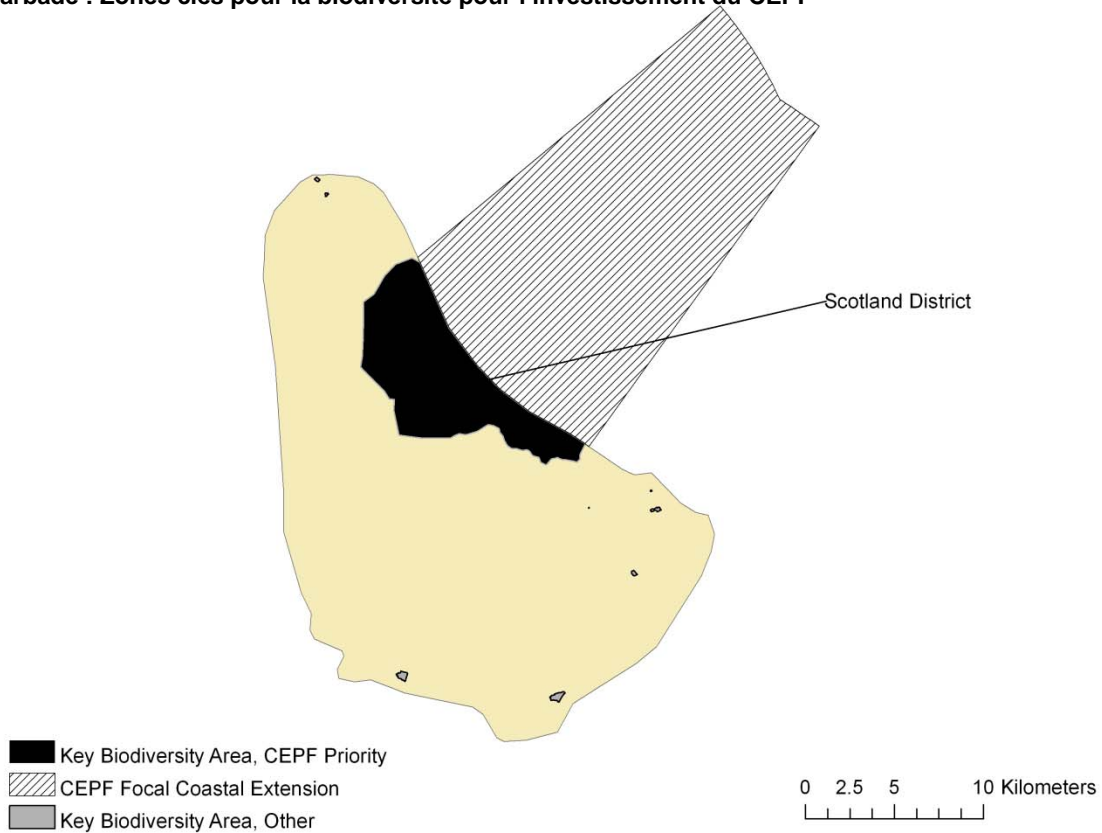 arbade : Zones clés pour la biodiversité pour l'investissement du CEPF
Scotland District
Key Biodiversity Area, CEPF Priority
CEPF Focal Coastal Extension
Key Biodiversity Area, Other
0 2.5 5 10 Kilometers